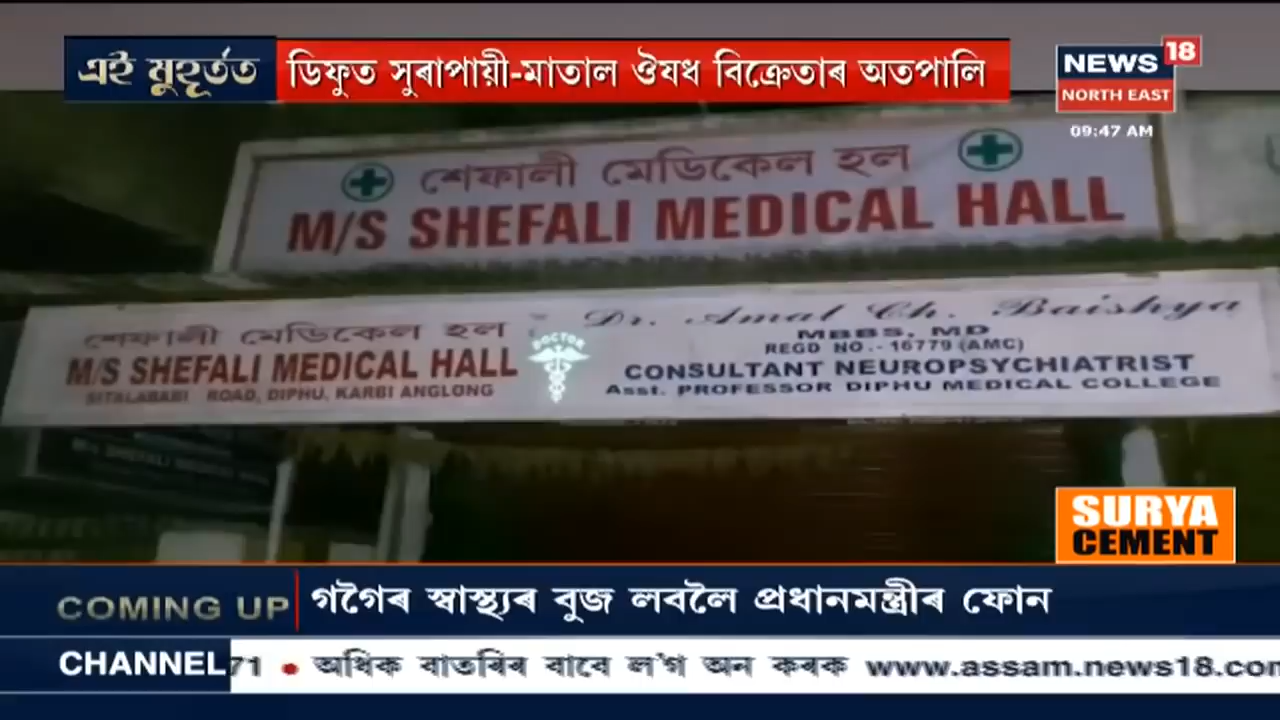 এই মুহূৰ্তত
ডিফুত সুৰাপায়ী-মাতাল ঔষধ বিক্ৰেতাৰ অতপালি
NEWS 18
NORTH EAST
09:47 AM
শেফালী মেডিকেল হল
M/S SHEFALI MEDICAL HALL
শেফালী মেডিকেল হল
M/S SHEFALI MEDICAL HALL
SITALABARI ROAD, DIPHU, KARBI ANGLONG
DOCTOR
Dr. Amal Ch. Baishya
MBBS, MD
REGD NO.- 16779 (AMC)
CONSULTANT NEUROPSYCHIATRIST
Asst. PROFESSOR DIPHU MEDICAL COLLEGE
SURYA
CEMENT
COMING UP
গগৈৰ স্বাস্থ্যৰ বুজ লবলৈ প্ৰধানমন্ত্ৰীৰ ফোন
CHANNEL
71 • অধিক বাতৰিৰ বাবে ল'গ অন কৰক www.assam.news18.com